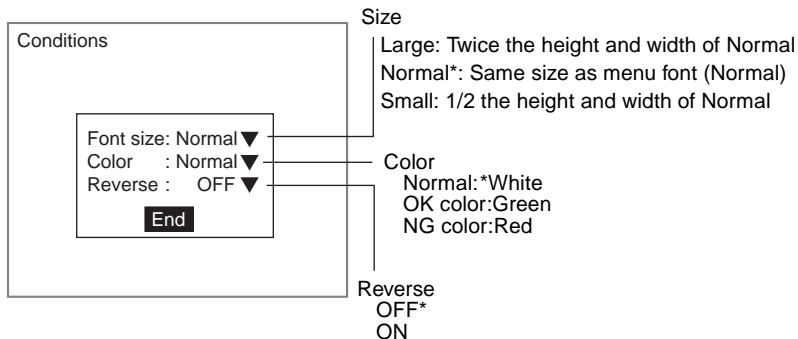 Conditions
Font size: Normal▼
Color : Normal▼
Reverse : OFF▼
End
Size
Large: Twice the height and width of Normal
Normal*: Same size as menu font (Normal)
Small: 1/2 the height and width of Normal
Color
Normal:*White
OK color:Green
NG color:Red
Reverse
OFF*
ON